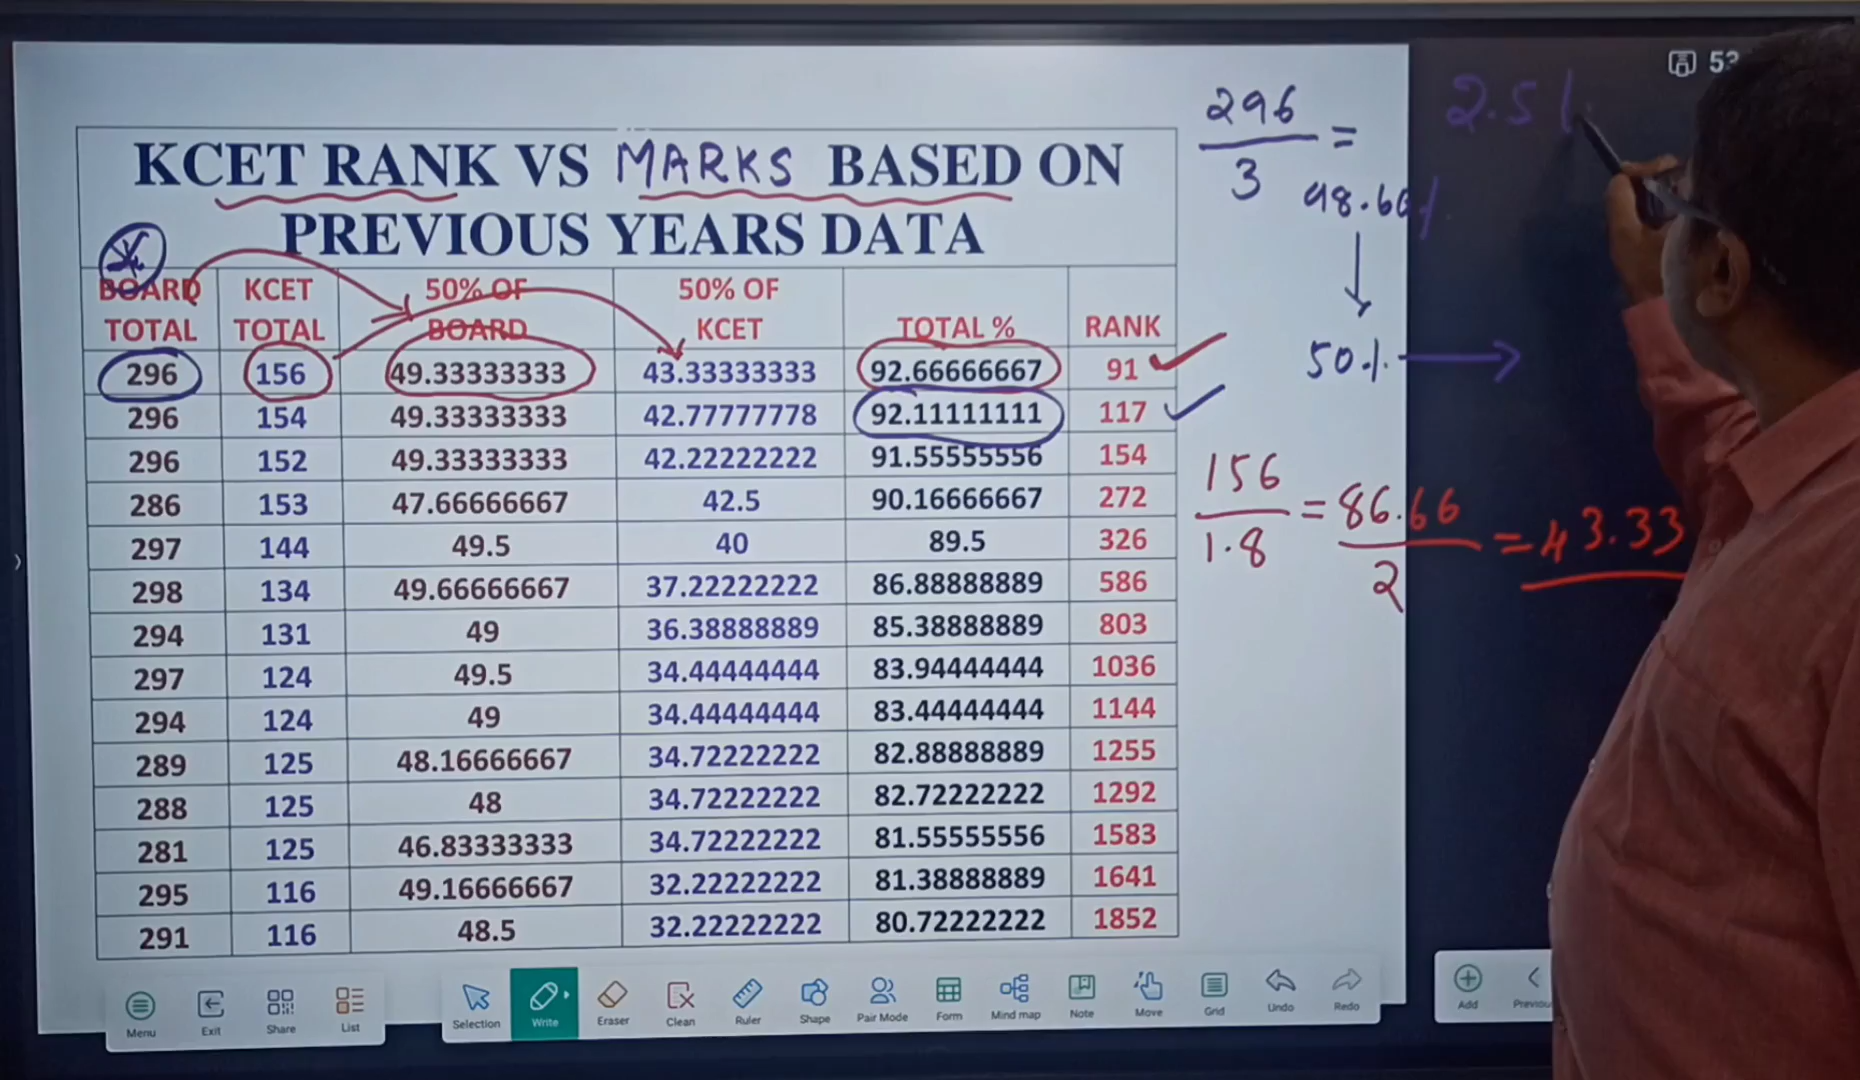 53
2.5 %
KCET RANK VS MARKS BASED ON
PREVIOUS YEARS DATA
296
3
=
98.66%
50%
BOARD TOTAL KCET TOTAL 50% OF BOARD 50% OF KCET TOTAL % RANK
296 156 49.33333333 43.33333333 92.66666667 91
296 154 49.33333333 42.77777778 92.11111111 117
296 152 49.33333333 42.22222222 91.55555556 154
286 153 47.66666667 42.5 90.16666667 272
297 144 49.5 40 89.5 326
298 134 49.66666667 37.22222222 86.88888889 586
294 131 49 36.38888889 85.38888889 803
297 124 49.5 34.44444444 83.94444444 1036
294 124 49 34.44444444 83.44444444 1144
289 125 48.16666667 34.72222222 82.88888889 1255
288 125 48 34.72222222 82.72222222 1292
281 125 46.83333333 34.72222222 81.55555556 1583
295 116 49.16666667 32.22222222 81.38888889 1641
291 116 48.5 32.22222222 80.72222222 1852
156
1.8
= 86.66
2
= 43.33
Menu Exit Share List Selection Write Eraser Clean Ruler Shape Pair Mode Form Mind map Note Move Grid Undo Redo Add